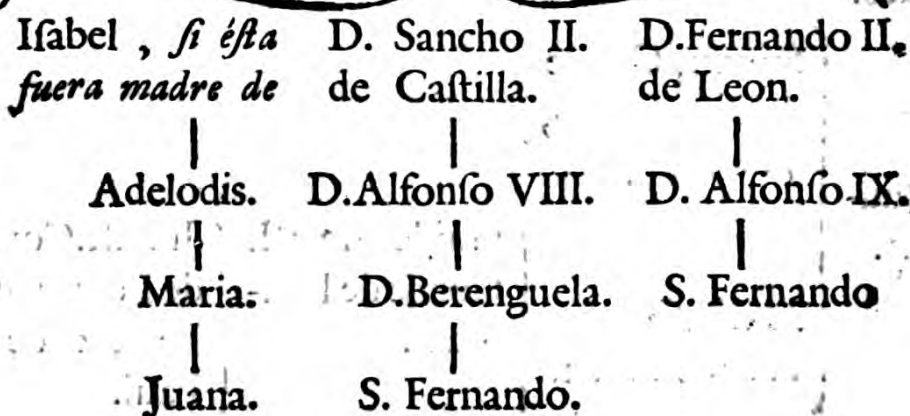 Iſabel , ſi éſta D. Sancho II. D.Fernando II.
fuera madre de de Caſtilla. de Leon.
Adelodis. D.Alfonſo VIII. D. Alfonſo IX.
Maria. D.Berenguela. S. Fernando
Juana. S. Fernando.